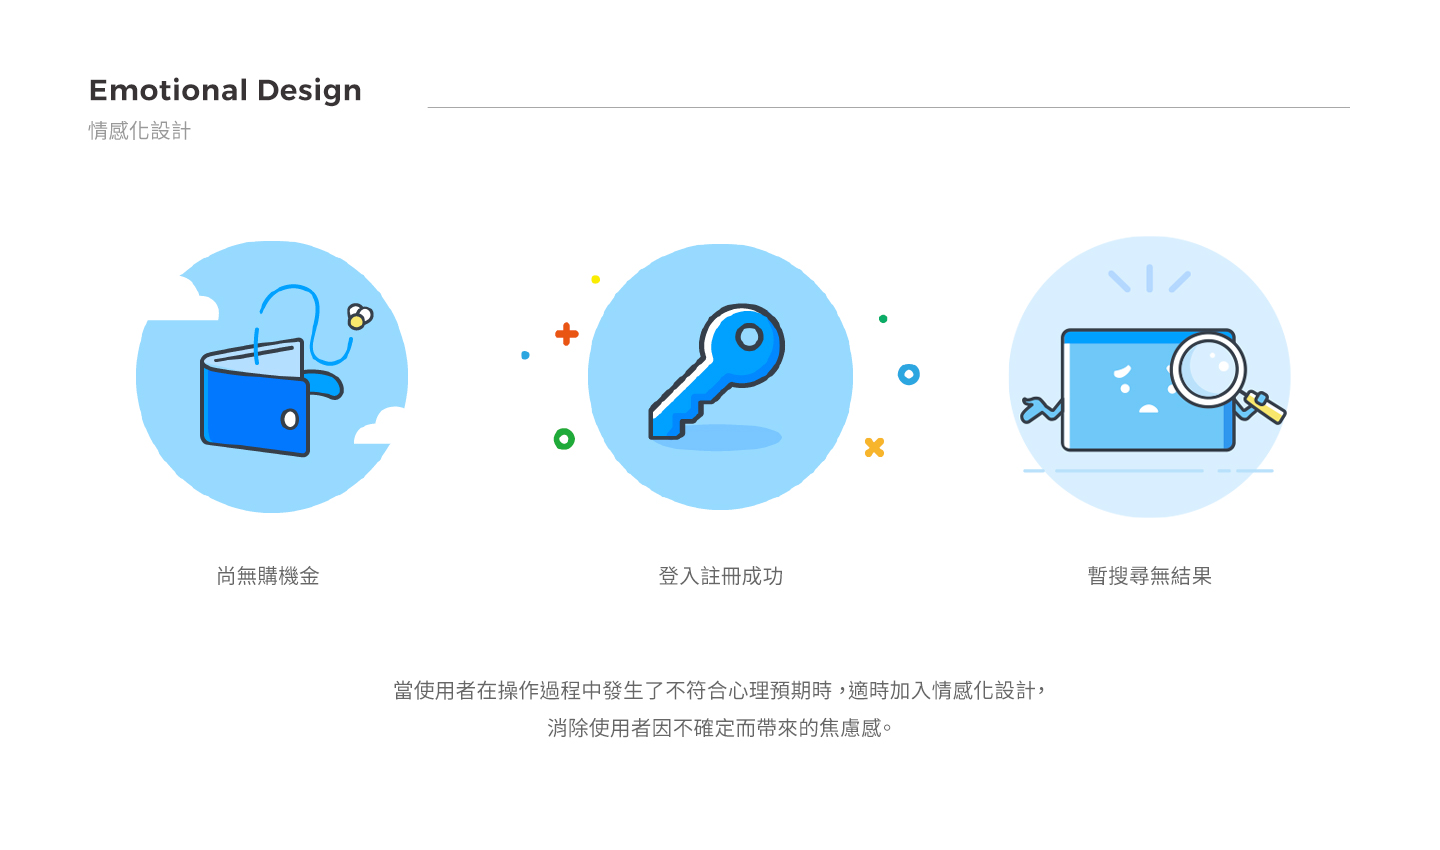 Emotional Design
情感化設計
尚無購機金
登入註冊成功
暫搜尋無結果
當使用者在操作過程中發生了不符合心理預期時，適時加入情感化設計，
消除使用者因不確定而帶來的焦慮感。